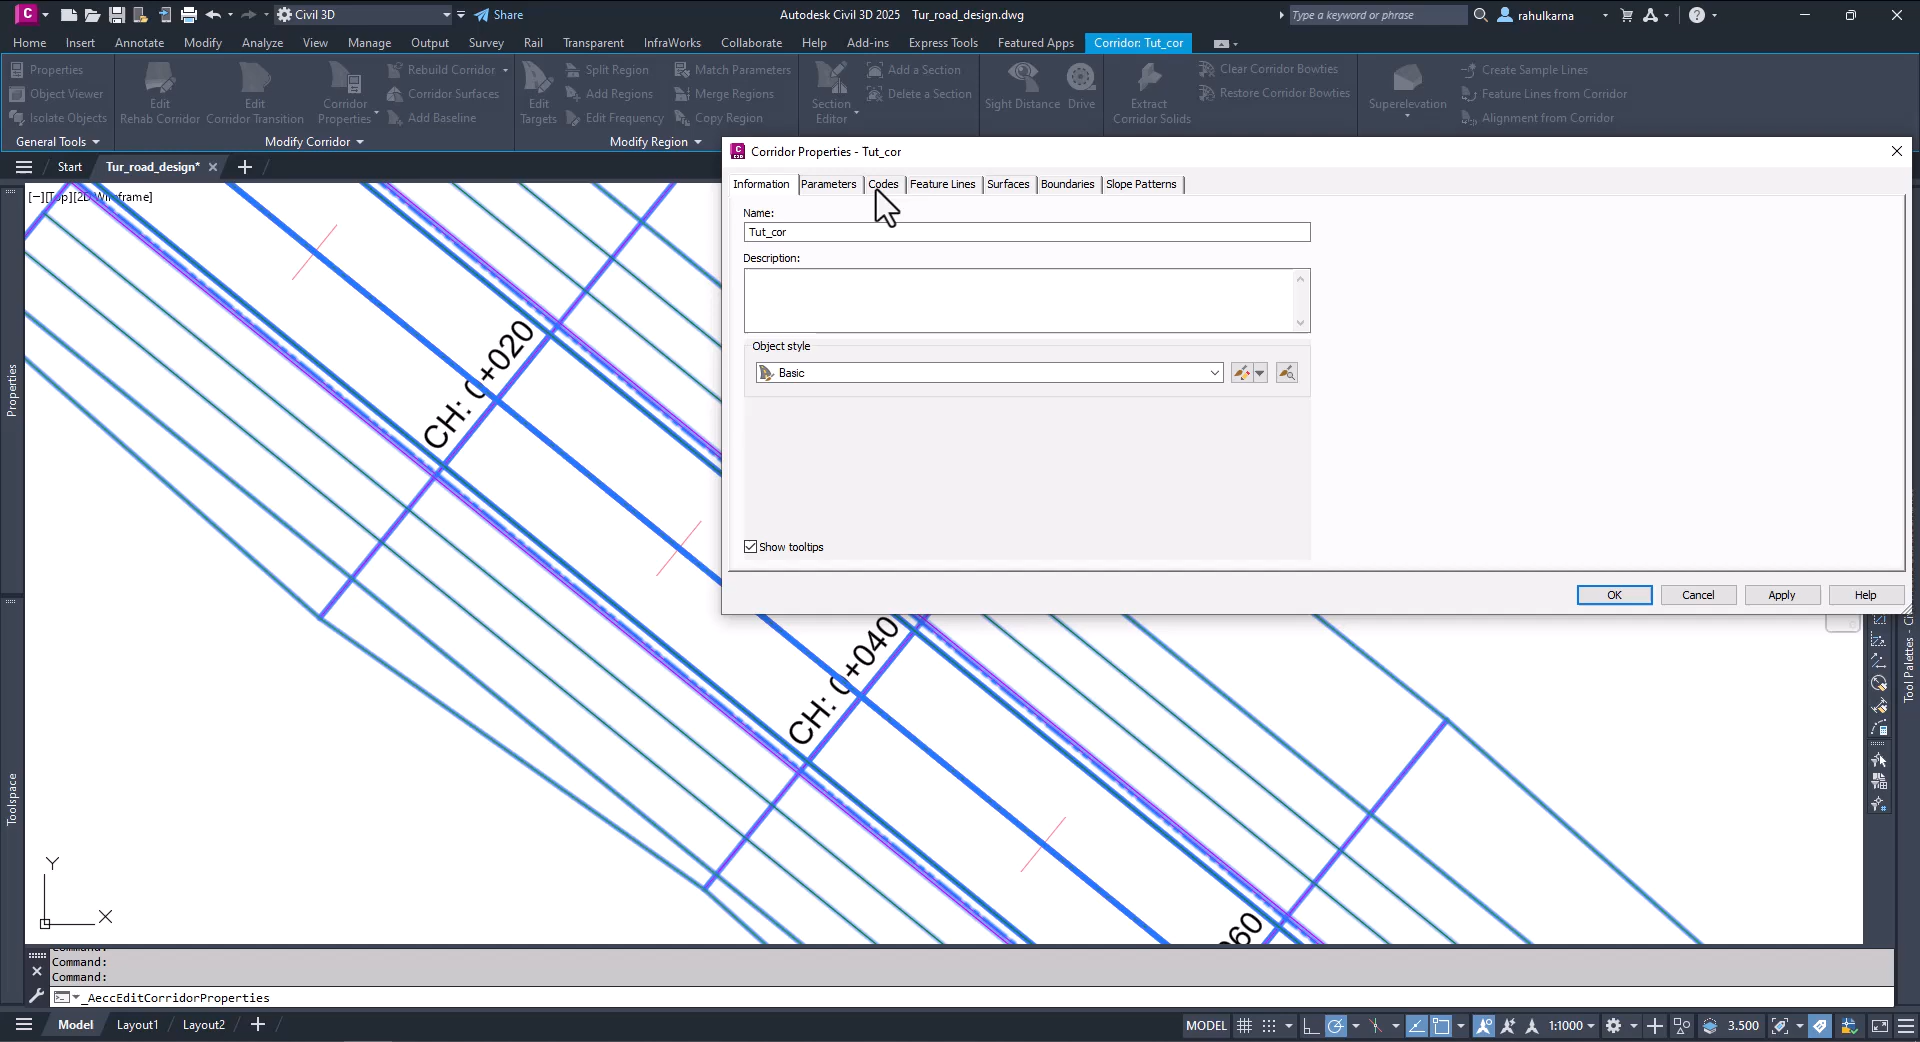 Civil 3D
Share
Autodesk Civil 3D 2025 Tur_road_design.dwg
Type a keyword or phrase
rahulkarna
Home Insert Annotate Modify Analyze View Manage Output Survey Rail Transparent InfraWorks Collaborate Help Add-ins Express Tools Featured Apps Corridor: Tut_cor
Properties
Object Viewer
Isolate Objects
General Tools
Edit
Rehab Corridor
Edit
Corridor Transition
Corridor
Properties
Rebuild Corridor
Corridor Surfaces
Add Baseline
Modify Corridor
Edit
Targets
Split Region
Add Regions
Edit Frequency
Match Parameters
Merge Regions
Copy Region
Modify Region
Section
Editor
Add a Section
Delete a Section
Sight Distance
Drive
Extract
Corridor Solids
Clear Corridor Bowties
Restore Corridor Bowties
Superelevation
Create Sample Lines
Feature Lines from Corridor
Alignment from Corridor
Start
Tur_road_design*
[−][Top][2D Wireframe]
Corridor Properties - Tut_cor
Information Parameters Codes Feature Lines Surfaces Boundaries Slope Patterns
Name:
Tut_cor
Description:
Object style
Basic
Show tooltips
OK Cancel Apply Help
Properties
Toolspace
CH: 0+020
CH: 0+040
060
Y
X
Tool Palettes - Ci
Command:
Command:
Command:
_AeccEditCorridorProperties
Model Layout1 Layout2
MODEL
1:1000
3.500